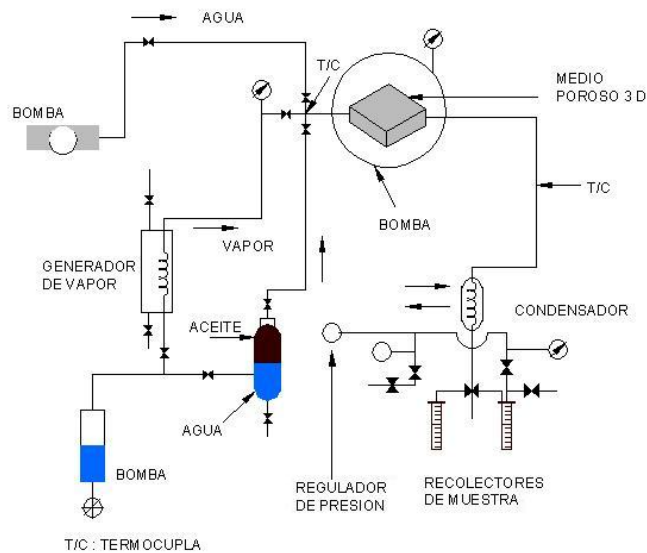 AGUA
T/C
MEDIO
POROSO 3 D
BOMBA
T/C
BOMBA
VAPOR
GENERADOR
DE VAPOR
CONDENSADOR
ACEITE
AGUA
BOMBA
REGULADOR
DE PRESION
RECOLECTORES
DE MUESTRA
T/C : TERMOCUPLA